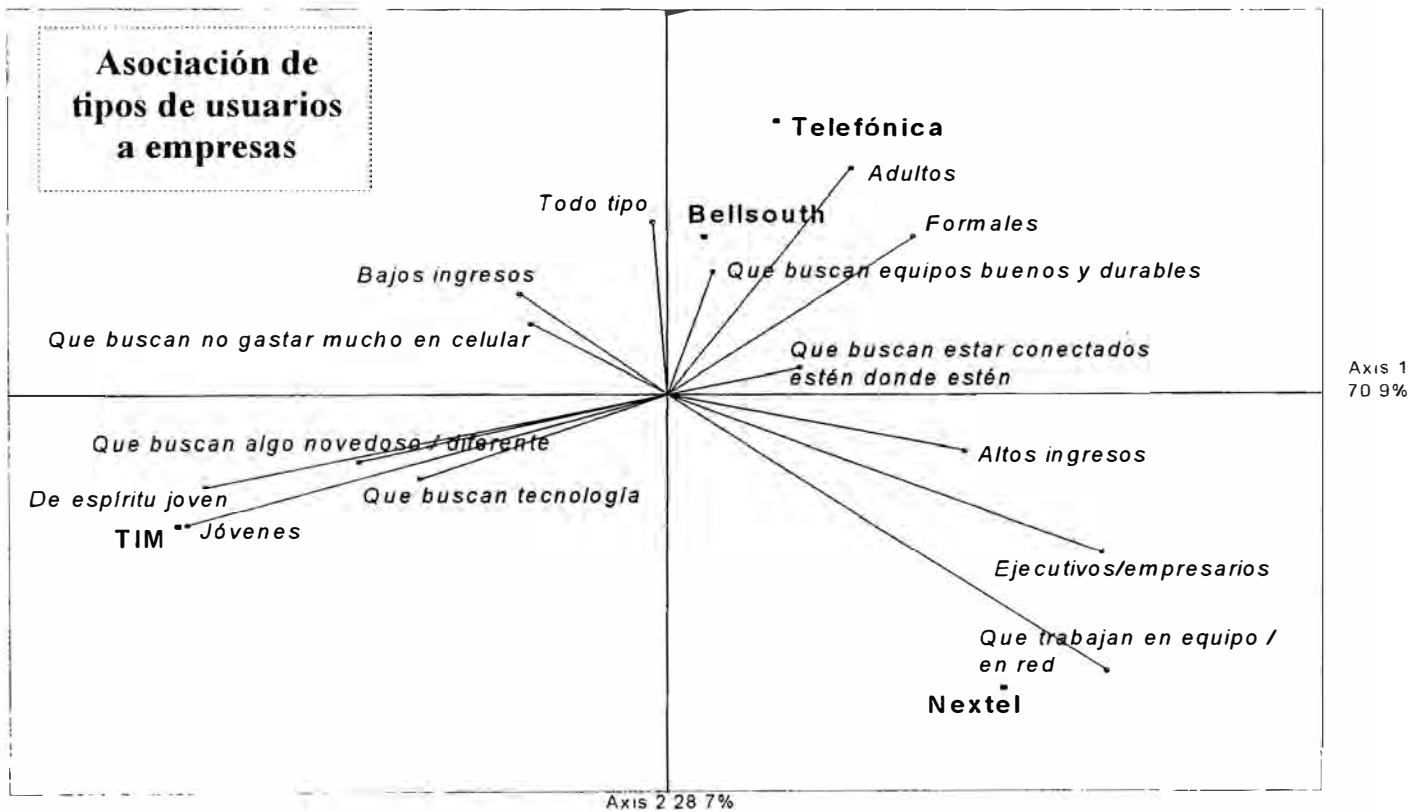 Asociación de
tipos de usuarios
a empresas
Telefónica
Adultos
Todo tipo
Bellsouth
Formales
Bajos ingresos
Que buscan equipos buenos y durables
Que buscan no gastar mucho en celular
Que buscan estar conectados
estén donde estén
Axis 1
70 9%
Que buscan algo novedoso / diferente
Altos ingresos
De espíritu joven
Que buscan tecnología
TIM
Jóvenes
Ejecutivos/empresarios
Que trabajan en equipo /
en red
Nextel
Axis 2 28 7%